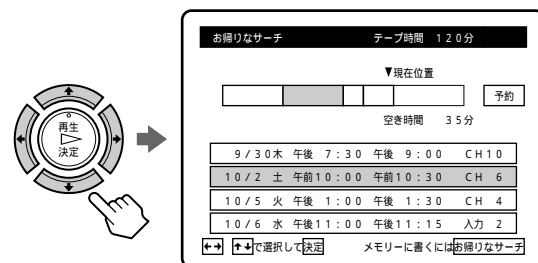 お帰りなサーチ テープ時間 120分
▼現在位置
予約
空き時間 35分
再生
決定
9/30木 午後 7:30 午後 9:00 CH10
10/2 土 午前10:00 午前10:30 CH 6
10/5 火 午後 1:00 午後 1:30 CH 4
10/6 水 午後11:00 午後11:15 入力 2
←→ ↑↓で選択して決定 メモリーに書くにはお帰りなサーチ